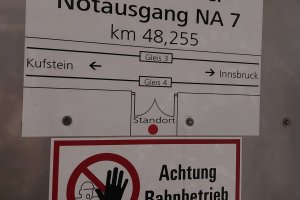 Notausgang NA 7
km 48,255
Gleis 3
Kufstein
Innsbruck
Gleis 4
Standort
Achtung
Bahnbetrieb